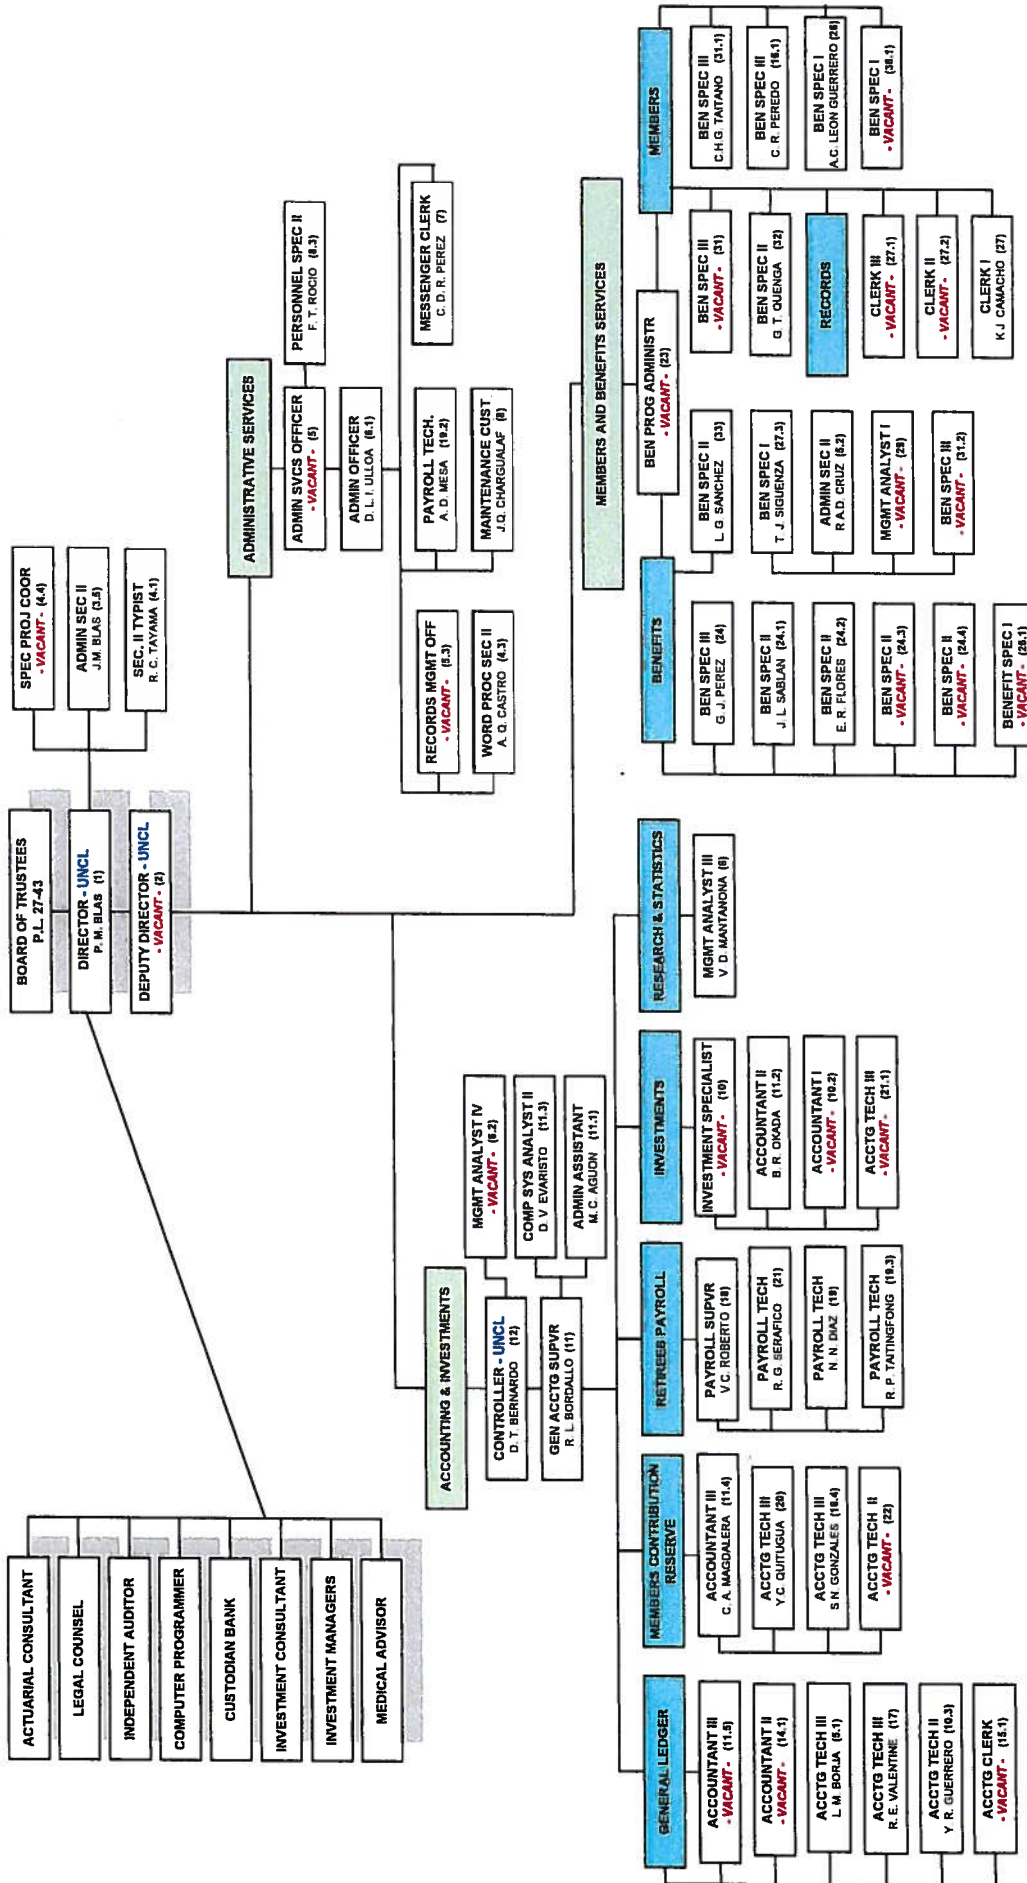 BOARD OF TRUSTEES
P.L. 27-43
DIRECTOR - UNCL
P. M. BLAS (1)
DEPUTY DIRECTOR - UNCL
- VACANT - (2)
SPEC PROJ COOR
- VACANT - (4.4)
ADMIN SEC II
J.M. BLAS (3.5)
SEC. II TYPIST
R. C. TAYAMA (4.1)
ACTUARIAL CONSULTANT
LEGAL COUNSEL
INDEPENDENT AUDITOR
COMPUTER PROGRAMMER
CUSTODIAN BANK
INVESTMENT CONSULTANT
INVESTMENT MANAGERS
MEDICAL ADVISOR
ADMINISTRATIVE SERVICES
ADMIN SVCS OFFICER
- VACANT - (5)
PERSONNEL SPEC II
F. T. ROCIO (8.3)
ADMIN OFFICER
D. L. I. ULLOA (6.1)
RECORDS MGMT OFF
- VACANT - (5.3)
WORD PROC SEC II
A. Q. CASTRO (4.3)
PAYROLL TECH.
A. D. MESA (19.2)
MAINTENANCE CUST
J.Q. CHARGUALAF (8)
MESSENGER CLERK
C. D. R. PEREZ (7)
ACCOUNTING & INVESTMENTS
CONTROLLER - UNCL
D. T. BERNARDO (12)
MGMT ANALYST IV
- VACANT - (6.2)
GEN ACCTG SUPVR
R. L. BORDALLO (11)
COMP SYS ANALYST II
D. V. EVARISTO (11.3)
ADMIN ASSISTANT
M. C. AGUON (11.1)
GENERAL LEDGER
ACCOUNTANT III
- VACANT - (11.5)
ACCOUNTANT II
- VACANT - (14.1)
ACCTG TECH III
L. M. BORJA (5.1)
ACCTG TECH III
R. E. VALENTINE (17)
ACCTG TECH II
Y. R. GUERRERO (10.3)
ACCTG CLERK
- VACANT - (15.1)
MEMBERS CONTRIBUTION
RESERVE
ACCOUNTANT III
C. A. MAGDALERA (11.4)
ACCTG TECH III
Y.C. QUITUGUA (20)
ACCTG TECH III
S N. GONZALES (18.4)
ACCTG TECH II
- VACANT - (22)
RETIREES PAYROLL
PAYROLL SUPVR
V C. ROBERTO (18)
PAYROLL TECH
R. G. SERAFICO (21)
PAYROLL TECH
N. N. DIAZ (19)
PAYROLL TECH
R. P. TAITINGFONG (19.3)
INVESTMENTS
INVESTMENT SPECIALIST
- VACANT - (10)
ACCOUNTANT II
B. R. OKADA (11.2)
ACCOUNTANT I
- VACANT - (10.2)
ACCTG TECH III
- VACANT - (21.1)
RESEARCH & STATISTICS
MGMT ANALYST III
V D. MANTANONA (6)
MEMBERS AND BENEFITS SERVICES
BEN PROG ADMINISTR
- VACANT - (23)
BENEFITS
BEN SPEC III
G. J. PEREZ (24)
BEN SPEC II
J. L. SABLAN (24.1)
BEN SPEC II
E. R. FLORES (24.2)
BEN SPEC II
- VACANT - (24.3)
BEN SPEC II
- VACANT - (24.4)
BENEFIT SPEC I
- VACANT - (25.1)
BEN SPEC II
L. G. SANCHEZ (33)
BEN SPEC I
T. J. SIGUENZA (27.3)
ADMIN SEC II
R A.D. CRUZ (5.2)
MGMT ANALYST I
- VACANT - (29)
BEN SPEC III
- VACANT - (31.2)
MEMBERS
BEN SPEC III
- VACANT - (31)
BEN SPEC II
G. T. QUENGA (32)
RECORDS
CLERK III
- VACANT - (27.1)
CLERK II
- VACANT - (27.2)
CLERK I
K.J CAMACHO (27)
BEN SPEC III
C.H.G. TAITANO (31.1)
BEN SPEC III
C. R. PEREDO (16.1)
BEN SPEC I
A.C. LEON GUERRERO (26)
BEN SPEC I
- VACANT - (38.1)